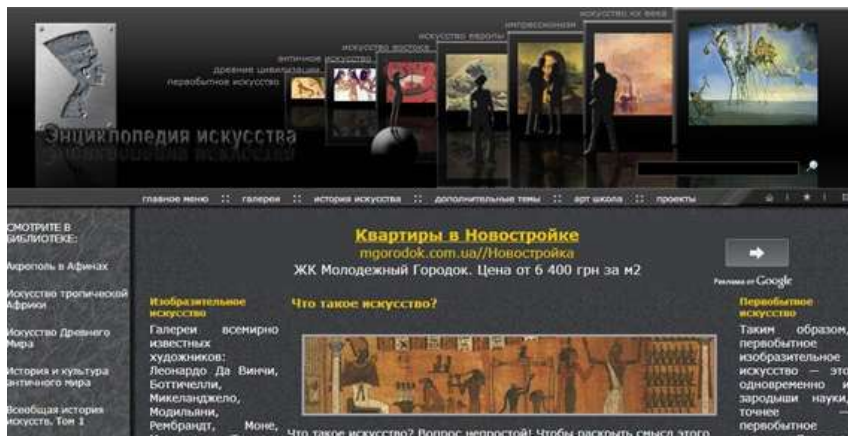 искусство xx века
импрессионизм
искусство европы
искусство востока
античное искусство
древние цивилизации
первобытное искусство
Энциклопедия искусства
главное меню :: галереи :: история искусства :: дополнительные темы :: арт школа :: проекты
СМОТРИТЕ В
БИБЛИОТЕКЕ:
Акрополь в Афинах
Искусство тропической
Африки
Искусство Древнего
Мира
История и культура
античного мира
Всеобщая история
искусств. Том 1
Квартиры в Новостройке
mgorodok.com.ua//Новостройка
ЖК Молодежный Городок. Цена от 6 400 грн за м2
Реклама от Google
Изобразительное
искусство
Галереи всемирно
известных
художников:
Леонардо Да Винчи,
Боттичелли,
Микеланджело,
Модильяни,
Рембрандт, Моне,
Что такое искусство?
Что такое искусство? Вопрос непростой! Чтобы раскрыть смысл этого
Первобытное
искусство
Таким образом,
первобытное
изобразительное
искусство — это
одновременно и
зародыши науки,
точнее —
первобытное